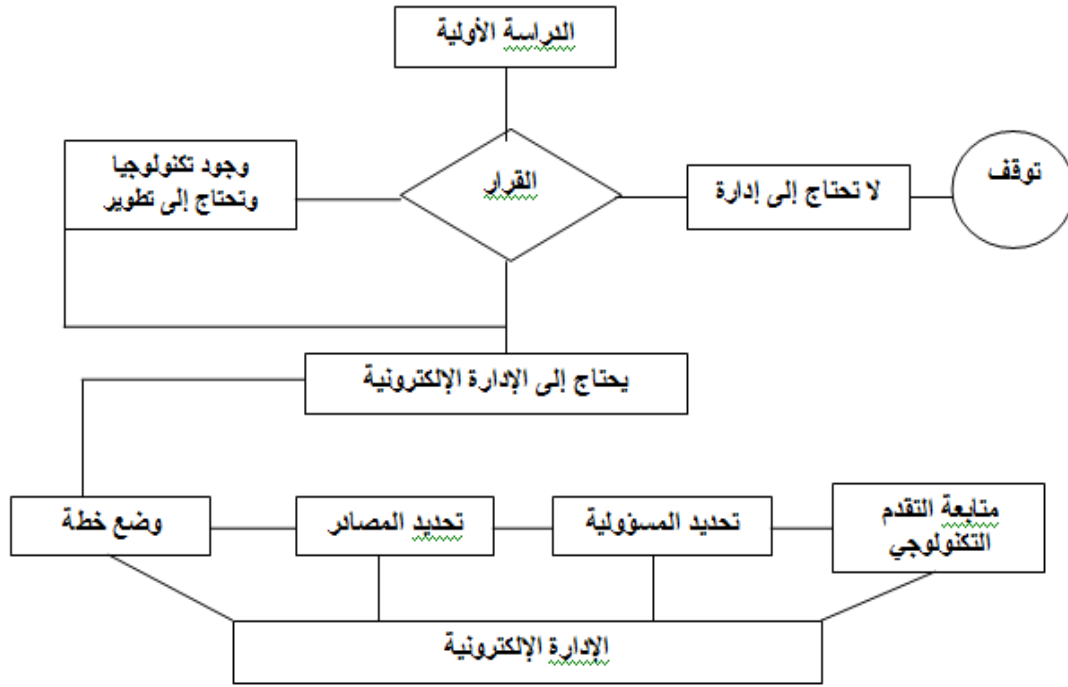 الدراسة الأولية
توقف
لا تحتاج إلى إدارة
القرار
وجود تكنولوجيا
وتحتاج إلى تطوير
يحتاج إلى الإدارة الإلكترونية
متابعة التقدم
التكنولوجي
تحديد المسؤولية
تحديد المصادر
وضع خطة
الإدارة الإلكترونية